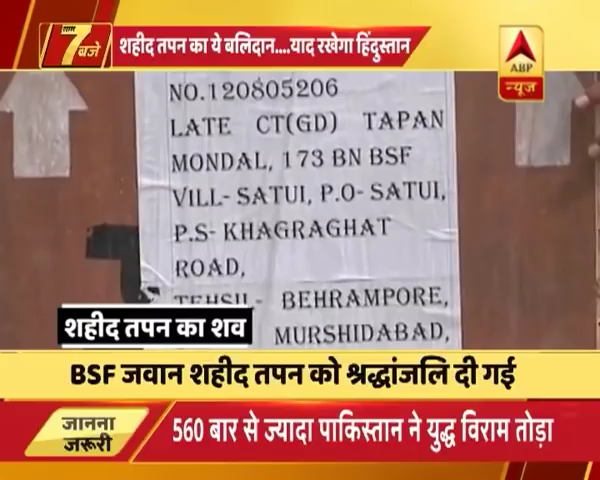 शाम
7 बजे
शहीद तपन का ये बलिदान....याद रखेगा हिंदुस्तान
ABP
न्यूज़
NO.120805206
LATE CT(GD) TAPAN
MONDAL, 173 BN BSF
VILL- SATUI, P.O- SATUI,
P.S- KHAGRAGHAT
ROAD,
TEHSIL- BEHRAMPORE,
MURSHIDABAD,
शहीद तपन का शव
BSF जवान शहीद तपन को श्रद्धांजलि दी गई
जानना
जरूरी
560 बार से ज्यादा पाकिस्तान ने युद्ध विराम तोड़ा